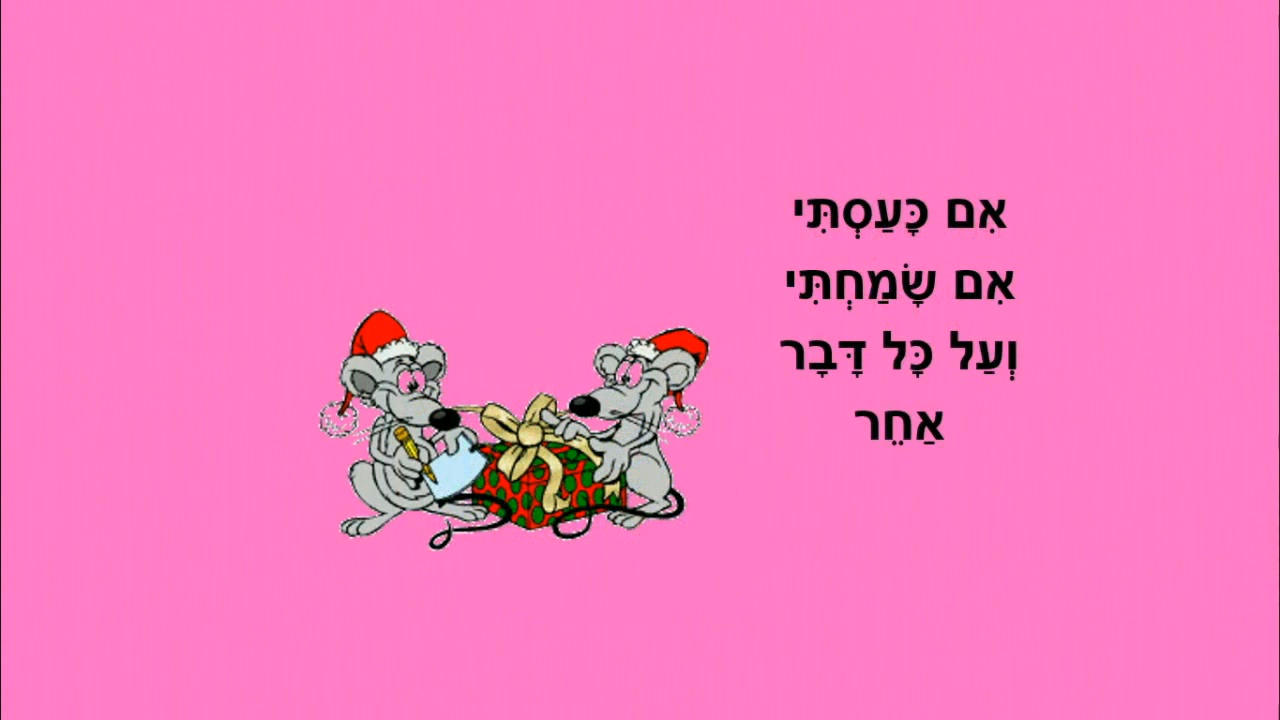 אִם כָּעַסְתִּי
אִם שָׂמַחְתִּי
וְעַל כָּל דָּבָר
אַחֵר